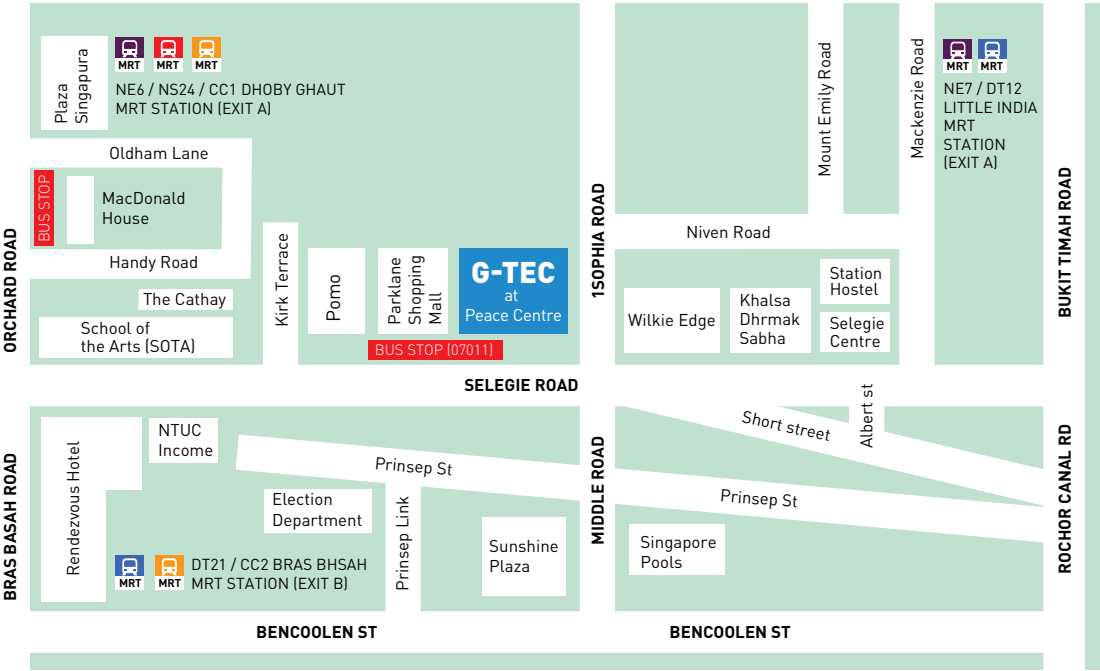 Plaza
Singapura
MRT
MRT
MRT
NE6 / NS24 / CC1 DHOBY GHAUT
MRT STATION (EXIT A)
Oldham Lane
BUS STOP
MacDonald
House
Handy Road
The Cathay
School of
the Arts (SOTA)
ORCHARD ROAD
Kirk Terrace
Pomo
Parklane
Shopping
Mall
G-TEC
at
Peace Centre
BUS STOP (07011)
1SOPHIA ROAD
Mount Emily Road
Mackenzie Road
MRT
MRT
NE7 / DT12
LITTLE INDIA
MRT
STATION
(EXIT A)
BUKIT TIMAH ROAD
Niven Road
Wilkie Edge
Khalsa
Dhrmak
Sabha
Station
Hostel
Selegie
Centre
SELEGIE ROAD
BRAS BASAH ROAD
Rendezvous Hotel
NTUC
Income
Prinsep St
Election
Department
Prinsep Link
MRT
MRT
DT21 / CC2 BRAS BHSAH
MRT STATION (EXIT B)
Sunshine
Plaza
MIDDLE ROAD
Short street
Albert st
Prinsep St
Singapore
Pools
ROCHOR CANAL RD
BENCOOLEN ST
BENCOOLEN ST